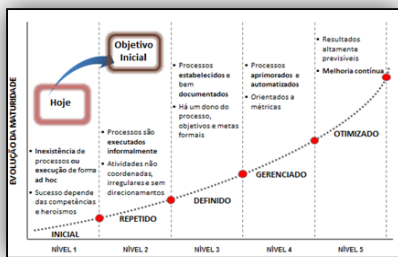 EVOLUÇÃO DA MATURIDADE
Hoje
Objetivo
Inicial
• Inexistência de
processos ou
execução de forma
ad hoc
• Sucesso depende
das competências e
heroísmos
INICIAL
• Processos são
executados
informalmente
• Atividades não
coordenadas,
irregulares e sem
direcionamentos
REPETIDO
• Processos
estabelecidos e
bem
documentados
• Há um dono do
processo,
objetivos e metas
formais
DEFINIDO
• Processos
aprimorados e
automatizados
• Orientados a
métricas
GERENCIADO
• Resultados
altamente
previsíveis
• Melhoria contínua
OTIMIZADO
NÍVEL 1
NÍVEL 2
NÍVEL 3
NÍVEL 4
NÍVEL 5